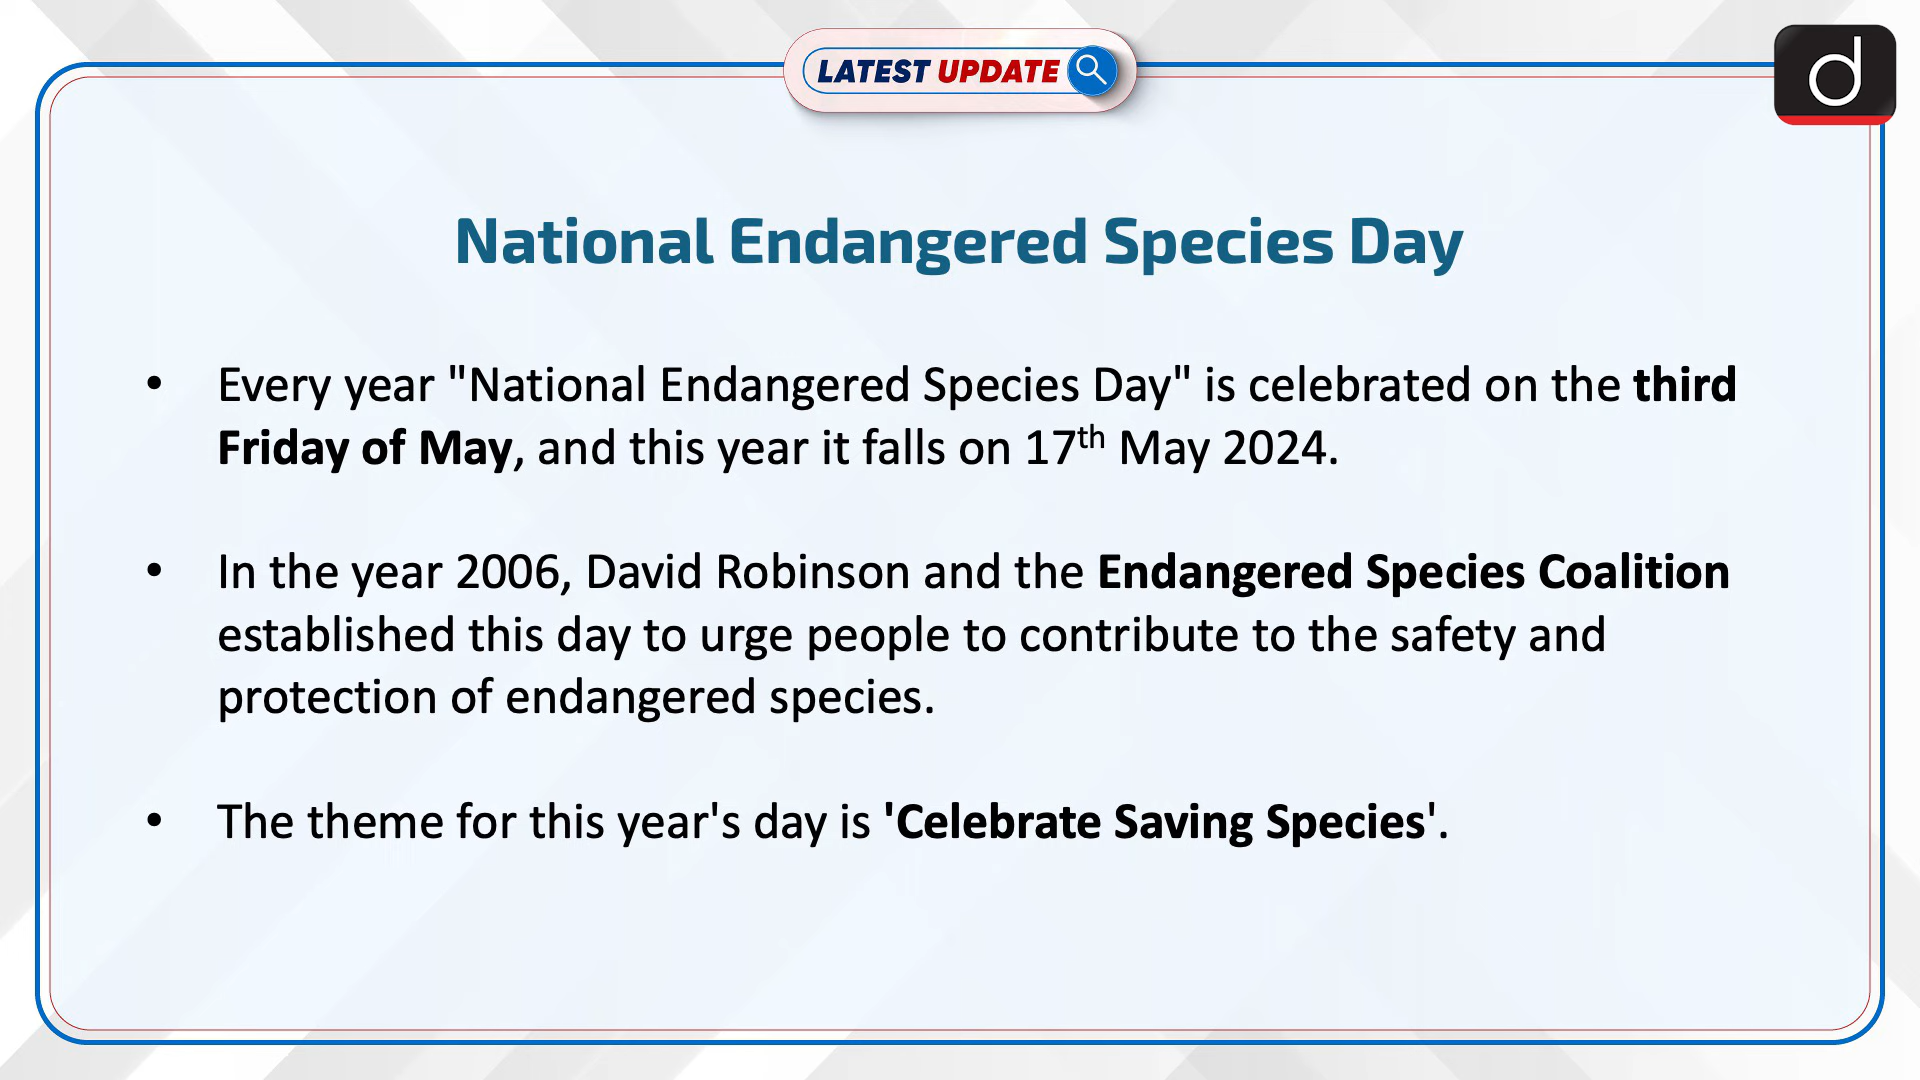 LATEST UPDATE
d
National Endangered Species Day
• Every year "National Endangered Species Day" is celebrated on the third
Friday of May, and this year it falls on 17th May 2024.
• In the year 2006, David Robinson and the Endangered Species Coalition
established this day to urge people to contribute to the safety and
protection of endangered species.
• The theme for this year's day is 'Celebrate Saving Species'.